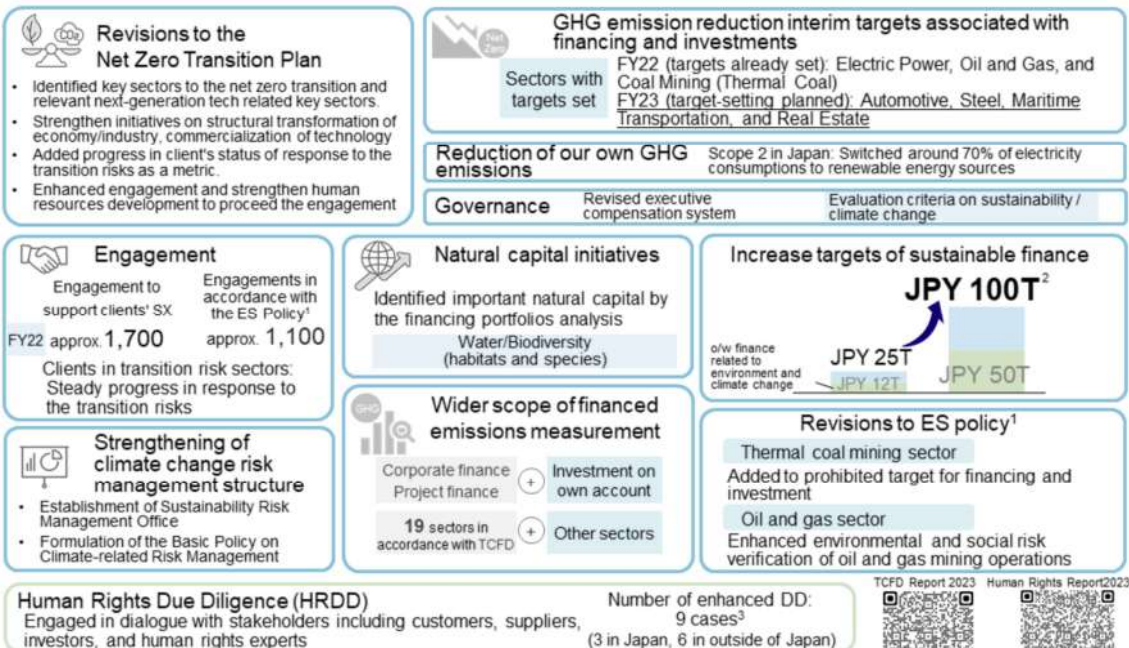 Revisions to the
Net Zero Transition Plan
• Identified key sectors to the net zero transition and
relevant next-generation tech related key sectors.
• Strengthen initiatives on structural transformation of
economy/industry, commercialization of technology
• Added progress in client's status of response to the
transition risks as a metric.
• Enhanced engagement and strengthen human
resources development to proceed the engagement
Net
Zero
GHG emission reduction interim targets associated with
financing and investments
Sectors with
targets set
FY22 (targets already set): Electric Power, Oil and Gas, and
Coal Mining (Thermal Coal)
FY23 (target-setting planned): Automotive, Steel, Maritime
Transportation, and Real Estate
Reduction of our own GHG
emissions
Scope 2 in Japan: Switched around 70% of electricity
consumptions to renewable energy sources
Governance
Revised executive
compensation system
Evaluation criteria on sustainability /
climate change
Engagement
Engagement to
support clients' SX
Engagements in
accordance with
the ES Policy¹
FY22 approx. 1,700
approx. 1,100
Clients in transition risk sectors:
Steady progress in response to
the transition risks
Natural capital initiatives
Identified important natural capital by
the financing portfolios analysis
Water/Biodiversity
(habitats and species)
Increase targets of sustainable finance
JPY 100T²
JPY 25T
o/w finance
related to
environment and
climate change
JPY 12T
JPY 50T
Strengthening of
climate change risk
management structure
• Establishment of Sustainability Risk
Management Office
• Formulation of the Basic Policy on
Climate-related Risk Management
GHG
Wider scope of financed
emissions measurement
Corporate finance
Project finance
+
Investment on
own account
19 sectors in
accordance with TCFD
+
Other sectors
Revisions to ES policy¹
Thermal coal mining sector
Added to prohibited target for financing and
investment
Oil and gas sector
Enhanced environmental and social risk
verification of oil and gas mining operations
Human Rights Due Diligence (HRDD)
Engaged in dialogue with stakeholders including customers, suppliers,
investors, and human rights experts
Number of enhanced DD:
9 cases³
(3 in Japan, 6 in outside of Japan)
TCFD Report 2023
Human Rights Report2023